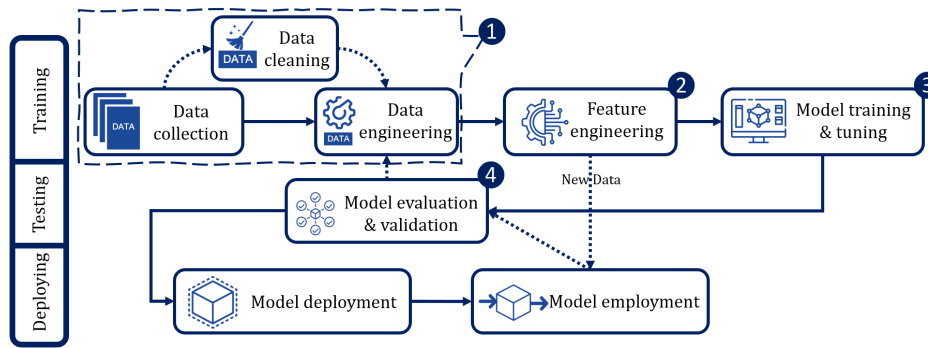 1
Data
cleaning
DATA
Training
Data
collection
DATA
Data
engineering
DATA
2
Feature
engineering
3
Model training
& tuning
Testing
4
Model evaluation
& validation
New Data
Deploying
Model deployment
Model employment